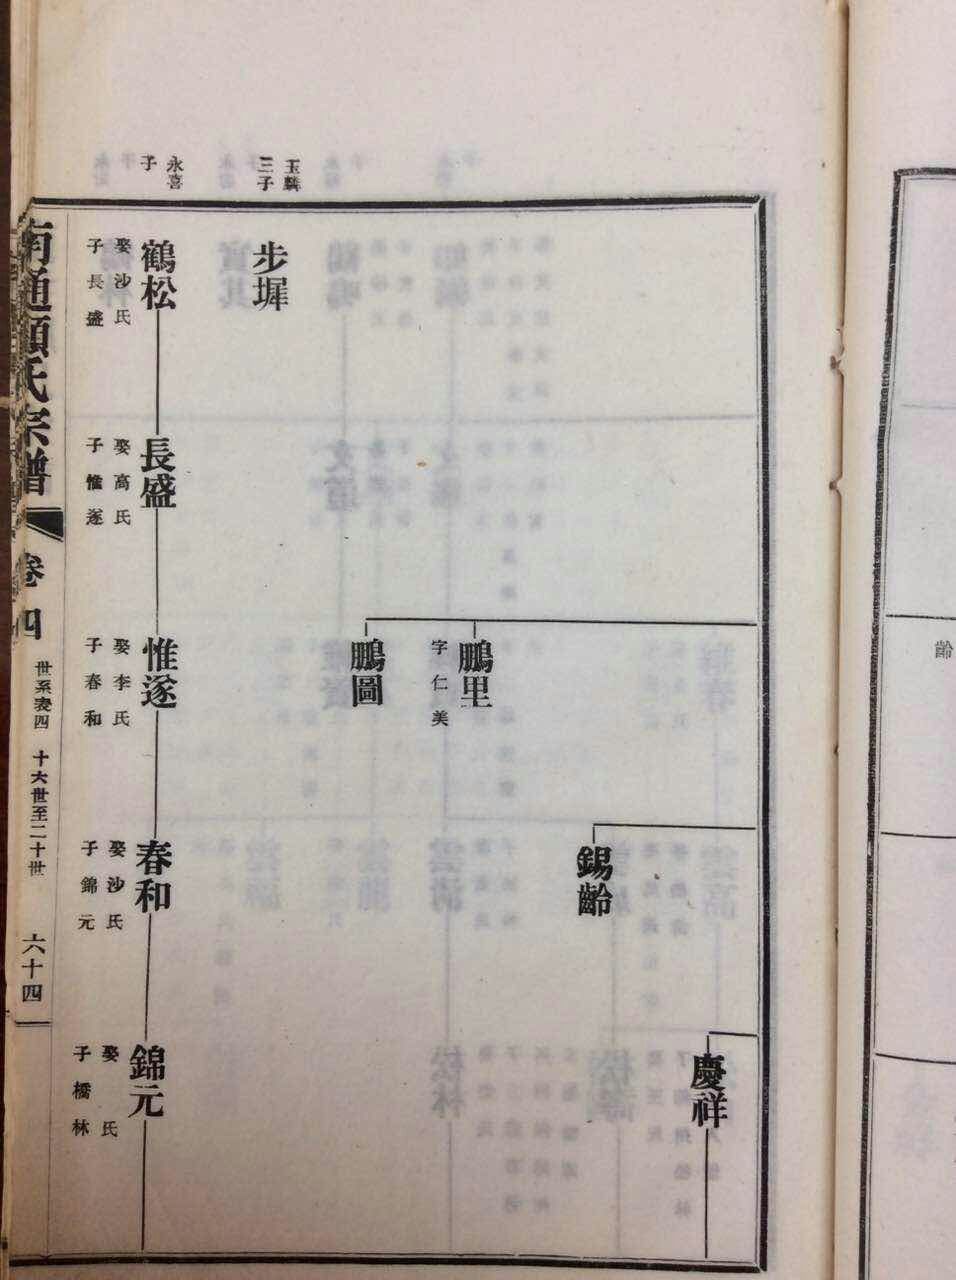 玉麟
三子
永喜
子
步墀
鶴松
娶沙氏
子長盛
長盛
娶高氏
子惟遂
鵬里
字仁美
鵬圖
惟遂
娶李氏
子春和
錫齡
春和
娶沙氏
子錦元
慶祥
錦元
娶 氏
子橋林
南通顧氏宗譜
卷四
世系表四
十六世至二十世
六十四
齡